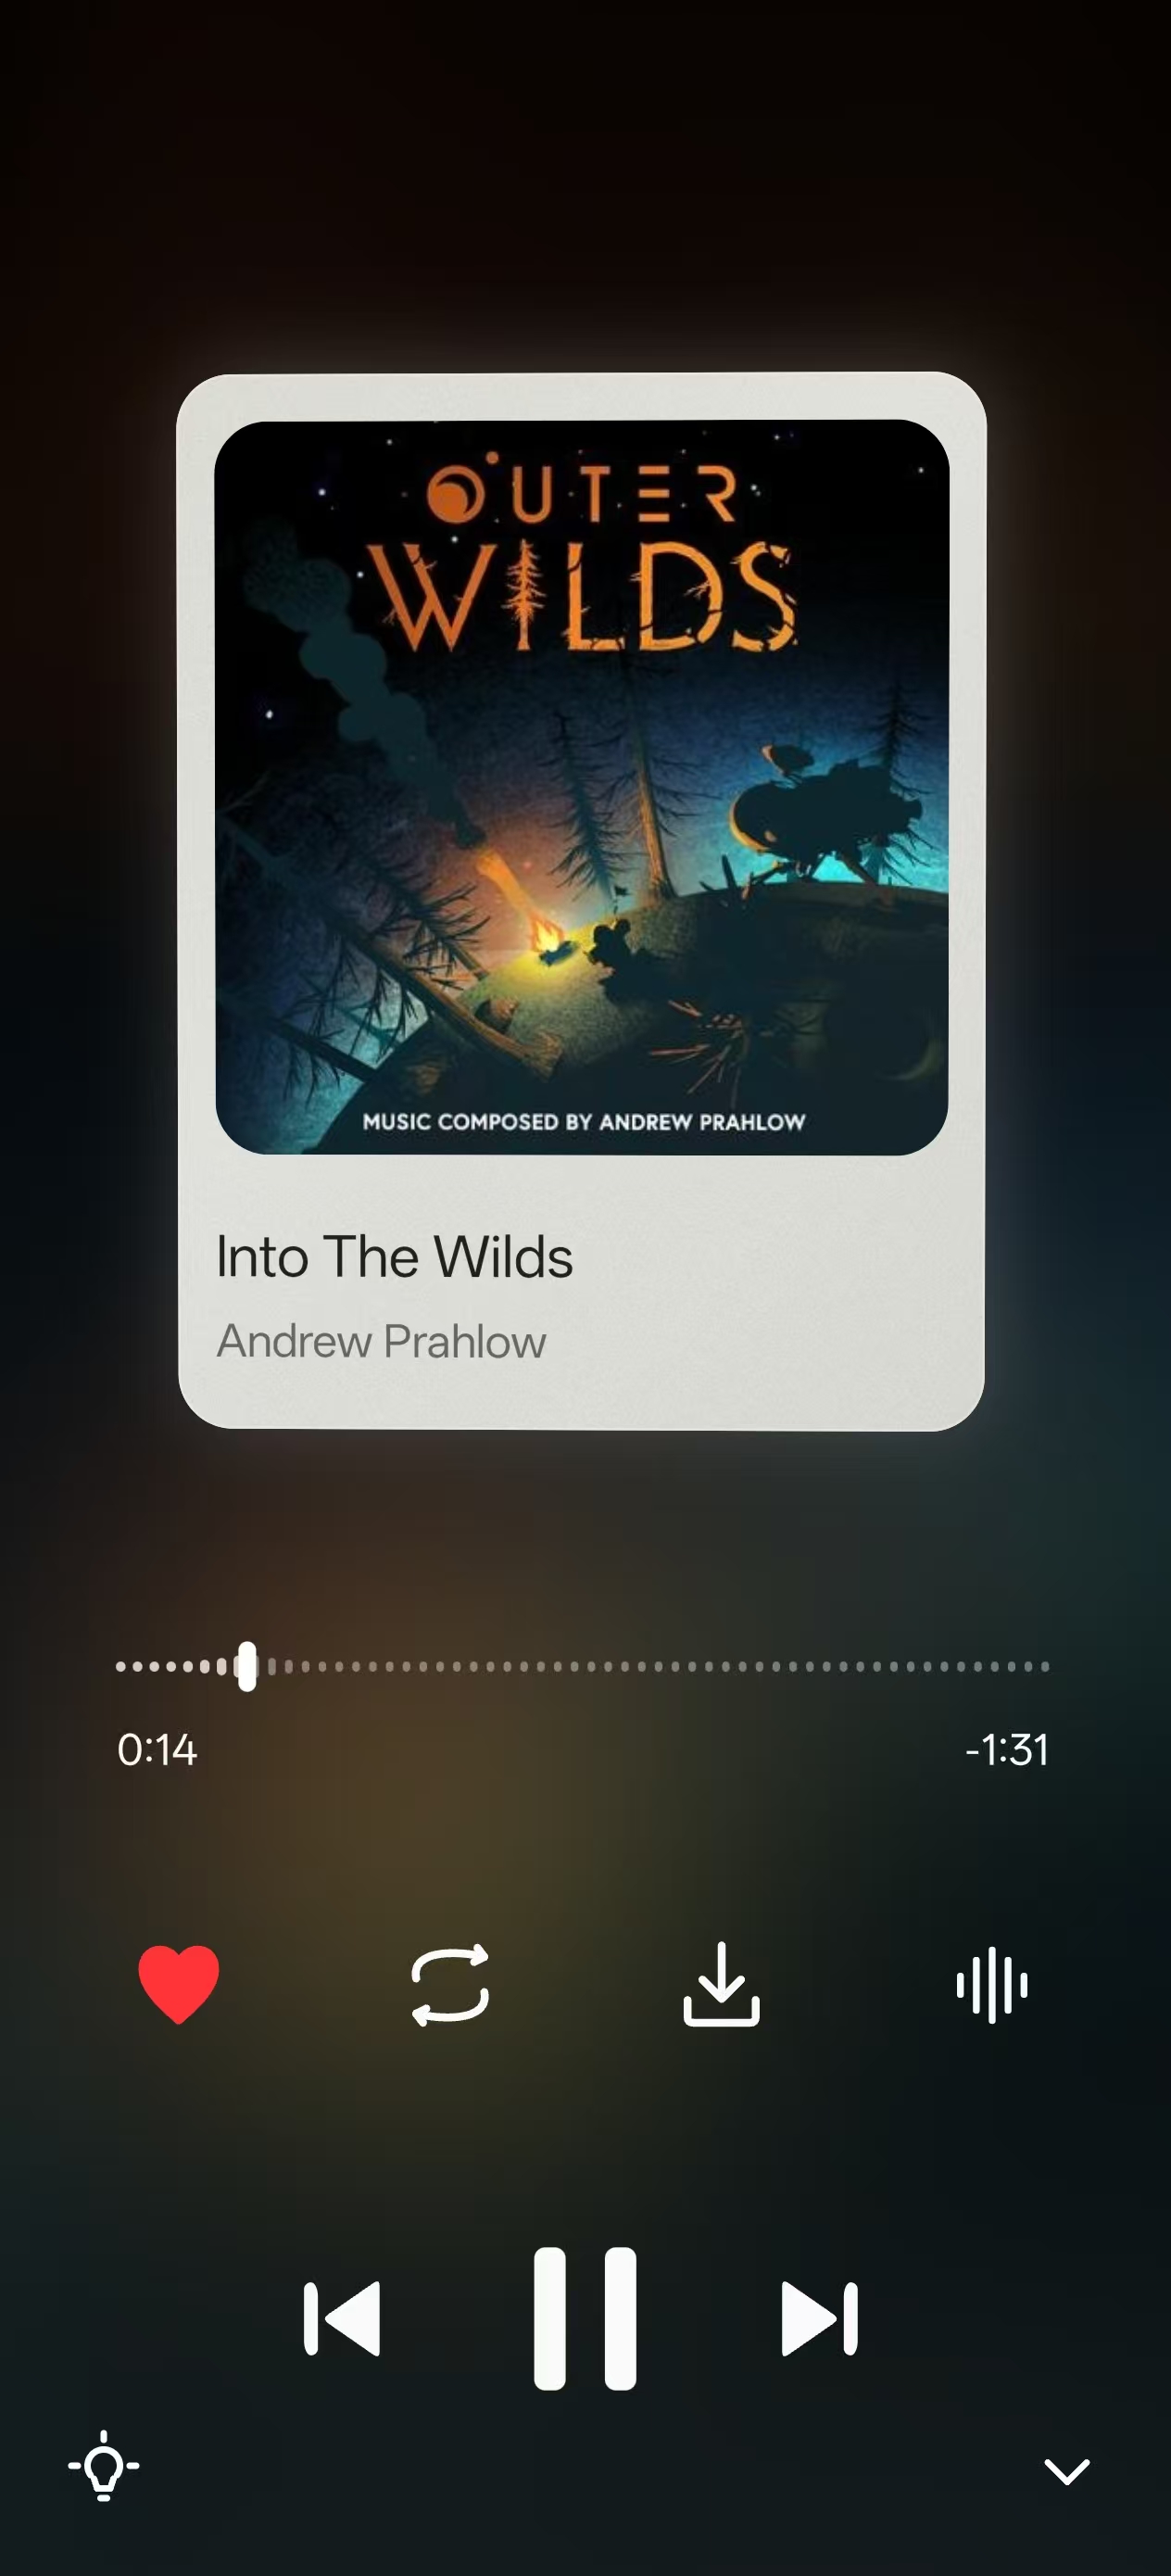 OUTER
WILDS
MUSIC COMPOSED BY ANDREW PRAHLOW
Into The Wilds
Andrew Prahlow
0:14
-1:31